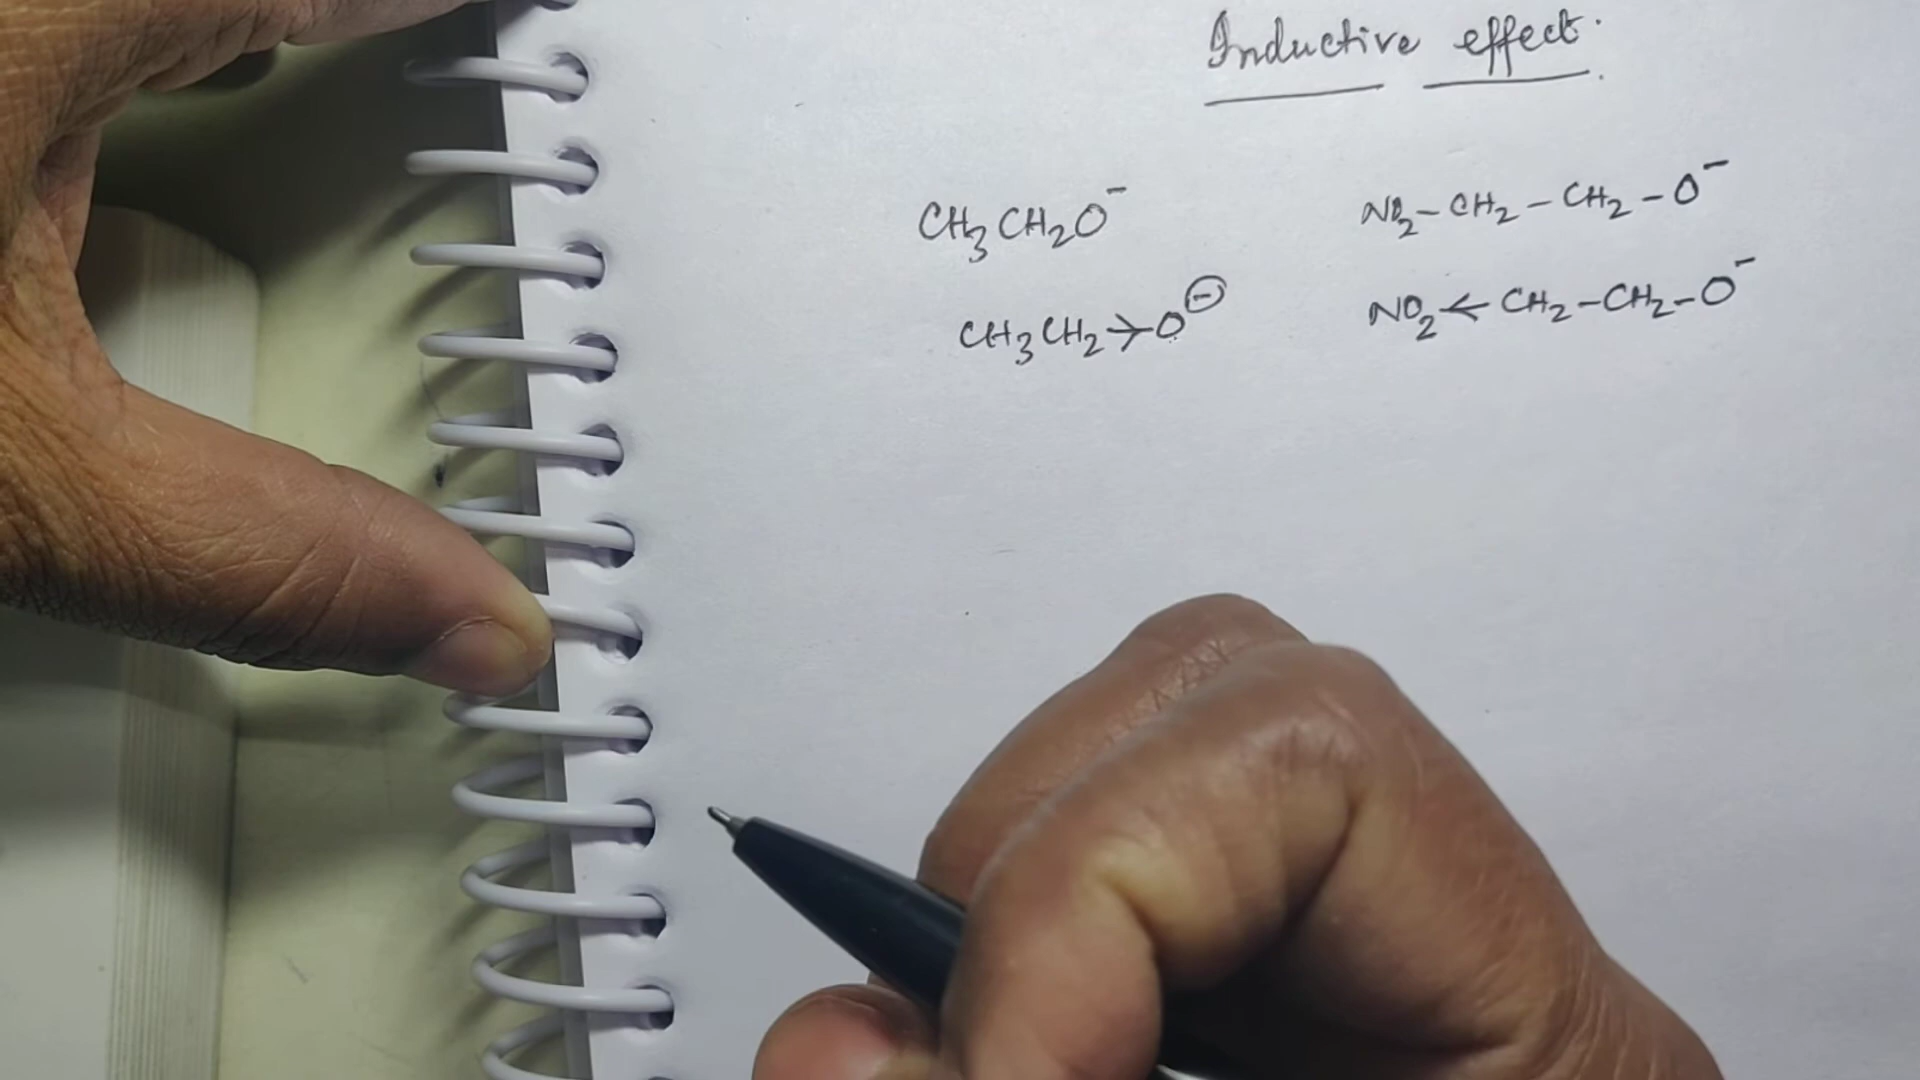 Inductive effect.
CH₃CH₂O⁻
NO₂-CH₂-CH₂-O⁻
CH₃CH₂→O⊖
NO₂←CH₂-CH₂-O⁻